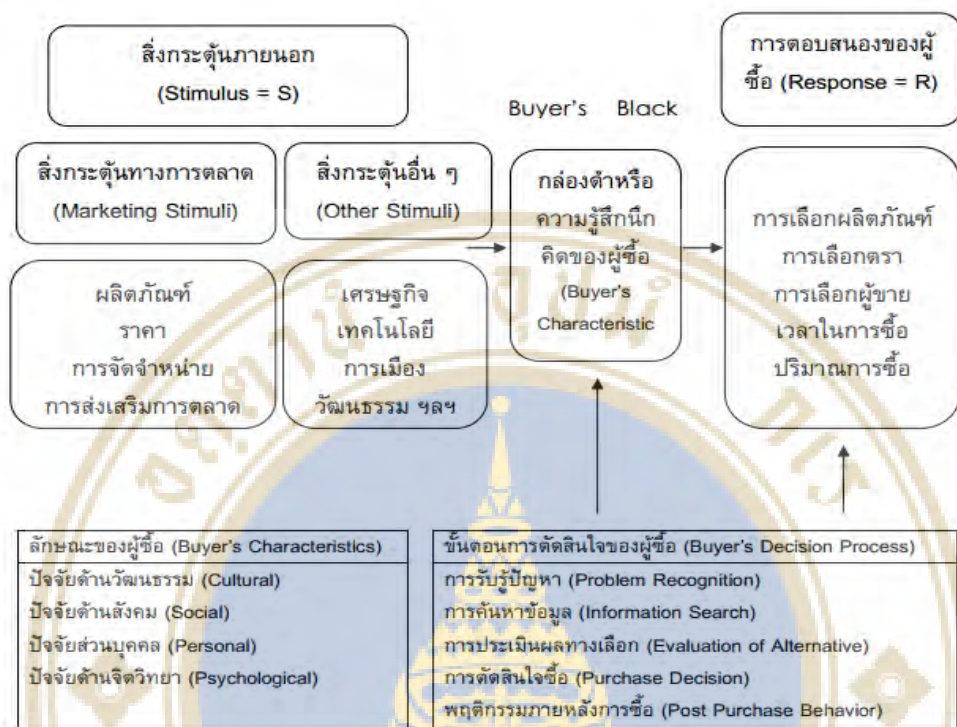 สิ่งกระตุ้นภายนอก
(Stimulus = S)
การตอบสนองของผู้
ซื้อ (Response = R)
Buyer's Black
สิ่งกระตุ้นทางการตลาด
(Marketing Stimuli)
สิ่งกระตุ้นอื่น ๆ
(Other Stimuli)
กล่องดำหรือ
ความรู้สึกนึก
คิดของผู้ซื้อ
(Buyer's
Characteristic
ผลิตภัณฑ์
ราคา
การจัดจำหน่าย
การส่งเสริมการตลาด
เศรษฐกิจ
เทคโนโลยี
การเมือง
วัฒนธรรม ฯลฯ
การเลือกผลิตภัณฑ์
การเลือกตรา
การเลือกผู้ขาย
เวลาในการซื้อ
ปริมาณการซื้อ
ลักษณะของผู้ซื้อ (Buyer's Characteristics)
ปัจจัยด้านวัฒนธรรม (Cultural)
ปัจจัยด้านสังคม (Social)
ปัจจัยส่วนบุคคล (Personal)
ปัจจัยด้านจิตวิทยา (Psychological)
ขั้นตอนการตัดสินใจของผู้ซื้อ (Buyer's Decision Process)
การรับรู้ปัญหา (Problem Recognition)
การค้นหาข้อมูล (Information Search)
การประเมินผลทางเลือก (Evaluation of Alternative)
การตัดสินใจซื้อ (Purchase Decision)
พฤติกรรมภายหลังการซื้อ (Post Purchase Behavior)